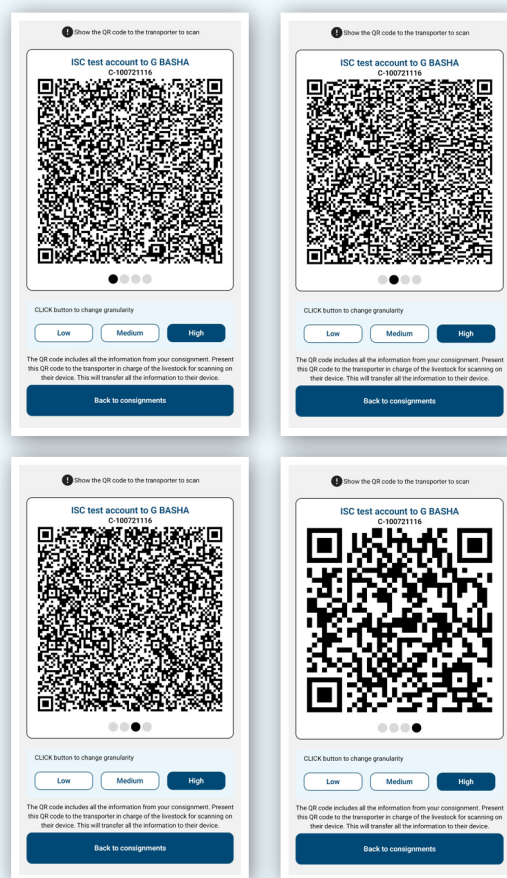 Show the QR code to the transporter to scan
ISC test account to G BASHA
C-100721116
CLICK button to change granularity
Low Medium High
The QR code includes all the information from your consignment. Present
this QR code to the transporter in charge of the livestock for scanning on
their device. This will transfer all the information to their device.
Back to consignments
Show the QR code to the transporter to scan
ISC test account to G BASHA
C-100721116
CLICK button to change granularity
Low Medium High
The QR code includes all the information from your consignment. Present
this QR code to the transporter in charge of the livestock for scanning on
their device. This will transfer all the information to their device.
Back to consignments
Show the QR code to the transporter to scan
ISC test account to G BASHA
C-100721116
CLICK button to change granularity
Low Medium High
The QR code includes all the information from your consignment. Present
this QR code to the transporter in charge of the livestock for scanning on
their device. This will transfer all the information to their device.
Back to consignments
Show the QR code to the transporter to scan
ISC test account to G BASHA
C-100721116
CLICK button to change granularity
Low Medium High
The QR code includes all the information from your consignment. Present
this QR code to the transporter in charge of the livestock for scanning on
their device. This will transfer all the information to their device.
Back to consignments